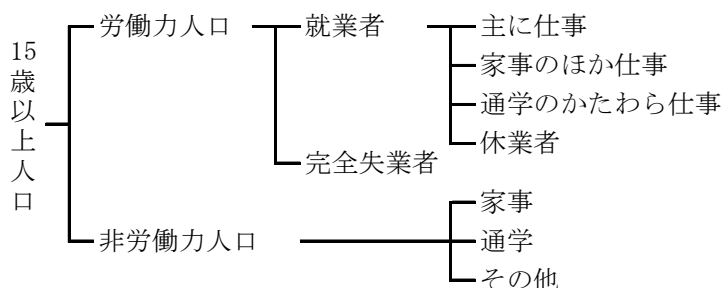 15歳以上人口
労働力人口
就業者
主に仕事
家事のほか仕事
通学のかたわら仕事
休業者
完全失業者
非労働力人口
家事
通学
その他